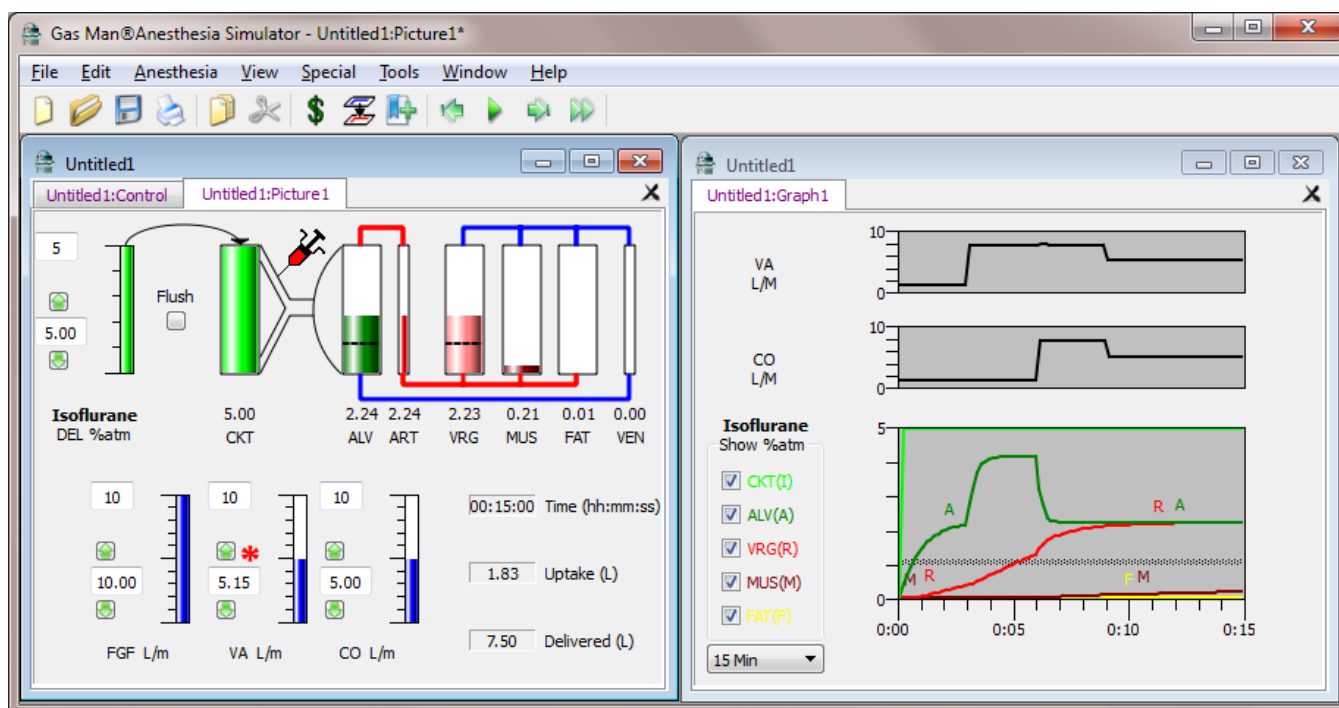 Gas Man®Anesthesia Simulator - Untitled1:Picture1*
File Edit Anesthesia View Special Tools Window Help
$
Untitled1
Untitled1:Control Untitled1:Picture1
5
Flush
5.00
Isoflurane
DEL %atm
5.00 2.24 2.24 2.23 0.21 0.01 0.00
CKT ALV ART VRG MUS FAT VEN
10 10 10
10.00 5.15 5.00
FGF L/m VA L/m CO L/m
00:15:00 Time (hh:mm:ss)
1.83 Uptake (L)
7.50 Delivered (L)
Untitled1
Untitled1:Graph1
VA
L/M
10
0
CO
L/M
10
0
Isoflurane
Show %atm
CKT(I)
ALV(A)
VRG(R)
MUS(M)
FAT(F)
15 Min
5
A R A
M R F M
0
0:00 0:05 0:10 0:15